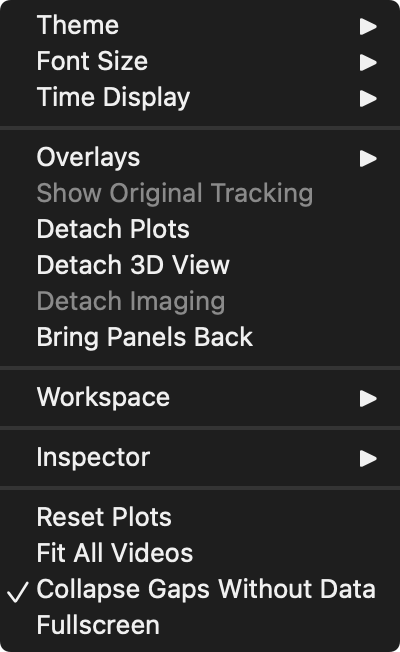 Theme
Font Size
Time Display
Overlays
Show Original Tracking
Detach Plots
Detach 3D View
Detach Imaging
Bring Panels Back
Workspace
Inspector
Reset Plots
Fit All Videos
Collapse Gaps Without Data
Fullscreen